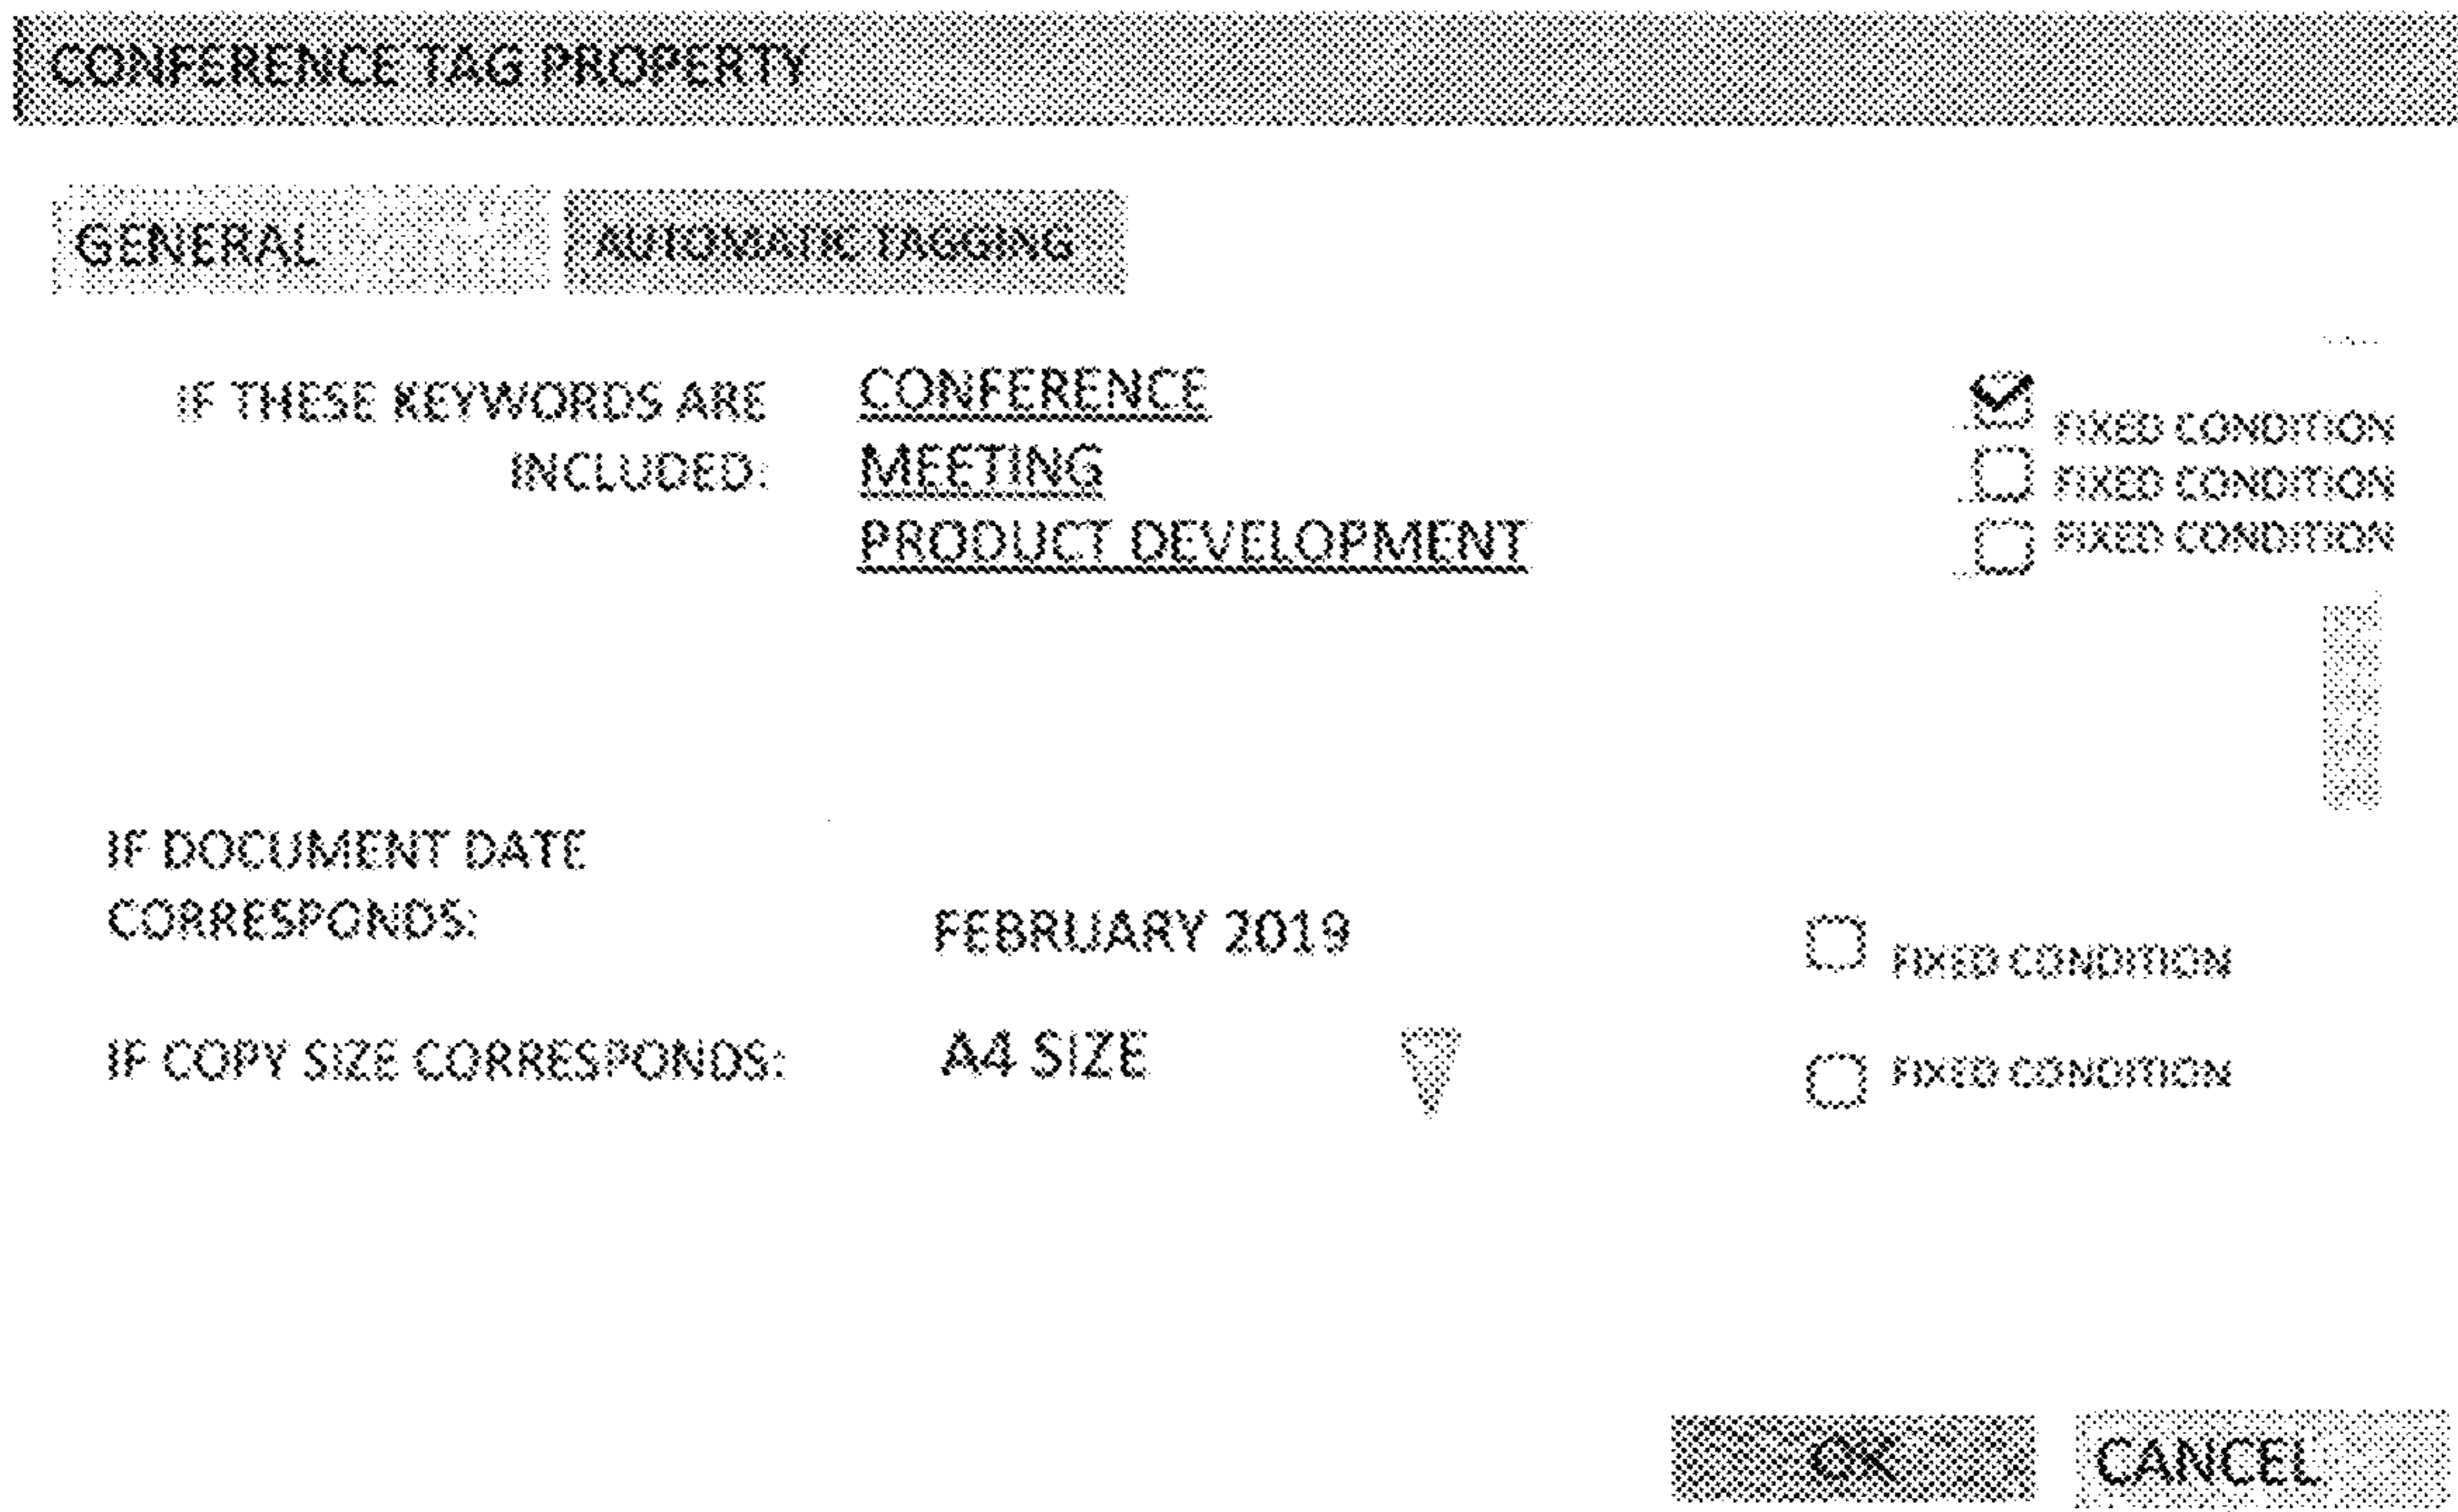 CONFERENCE TAG PROPERTY
GENERAL AUTOMATIC TAGGING
IF THESE KEYWORDS ARE INCLUDED:
CONFERENCE FIXED CONDITION
MEETING FIXED CONDITION
PRODUCT DEVELOPMENT FIXED CONDITION
IF DOCUMENT DATE
CORRESPONDS: FEBRUARY 2019 FIXED CONDITION
IF COPY SIZE CORRESPONDS: A4 SIZE FIXED CONDITION
OK CANCEL